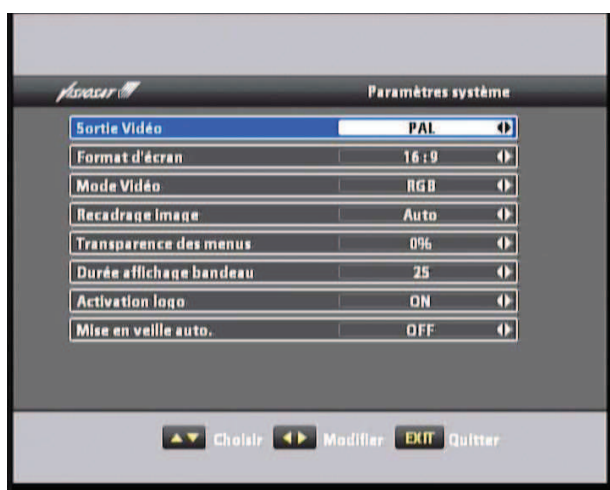 VISIOSAT Paramètres système
Sortie Vidéo PAL
Format d'écran 16:9
Mode Vidéo RGB
Recadrage image Auto
Transparence des menus 0%
Durée affichage bandeau 25
Activation logo ON
Mise en veille auto. OFF
Choisir Modifier EXIT Quitter